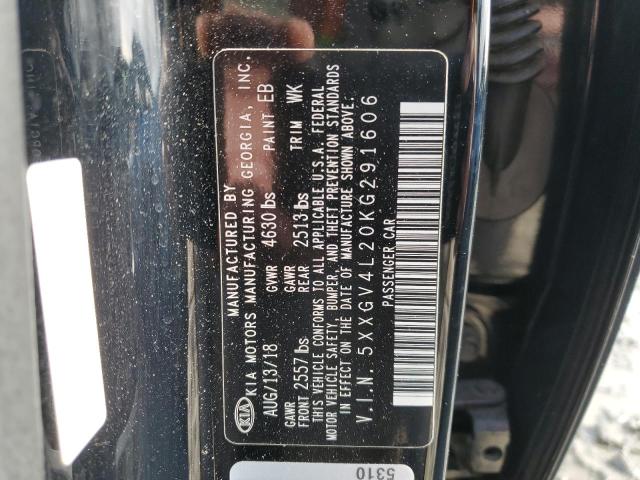 MANUFACTURED BY
KIA KIA MOTORS MANUFACTURING GEORGIA, INC.
AUG/13/18 GVWR 4630 lbs PAINT EB
GAWR FRONT 2557 lbs GAWR REAR 2513 lbs TRIM WK
THIS VEHICLE CONFORMS TO ALL APPLICABLE U.S.A. FEDERAL
MOTOR VEHICLE SAFETY, BUMPER, AND THEFT PREVENTION STANDARDS
IN EFFECT ON THE DATE OF MANUFACTURE SHOWN ABOVE.
V.I.N. 5XXGV4L20KG291606
PASSENGER CAR
5310